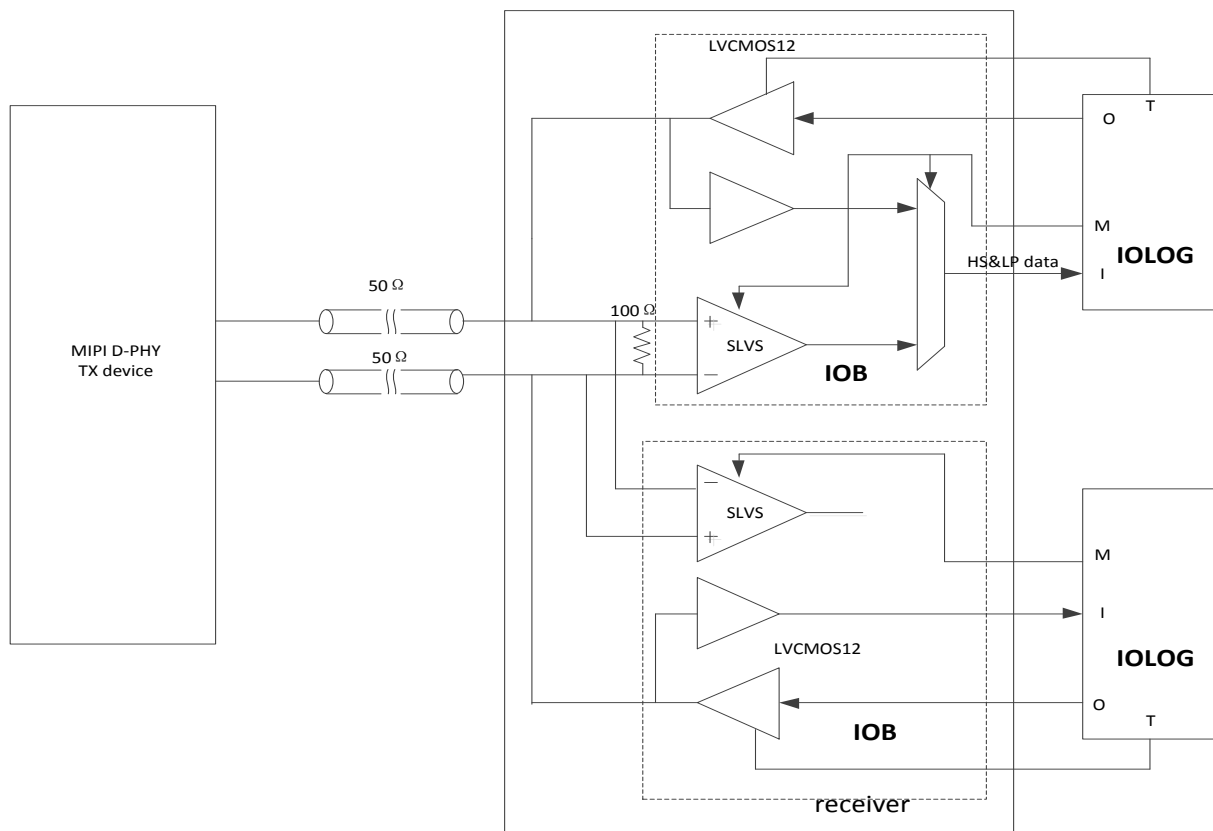 LVCMOS12
T
O
M
IOLOG
HS&LP data
I
50 Ω
100 Ω
+
SLVS
−
IOB
MIPI D-PHY
TX device
50 Ω
−
SLVS
+
M
I
LVCMOS12
IOLOG
O
T
IOB
receiver